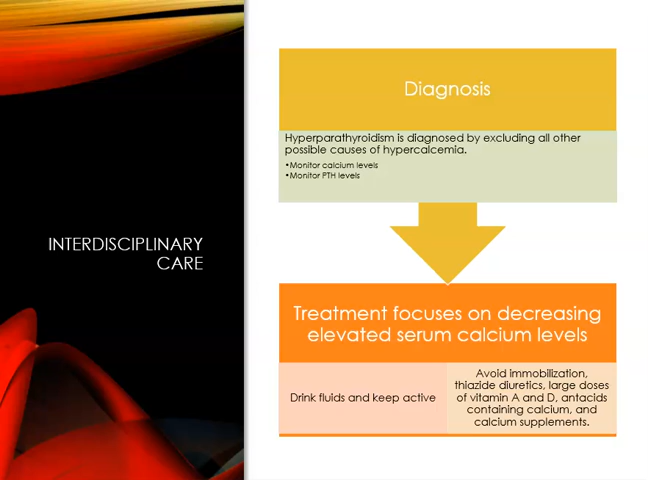 INTERDISCIPLINARY
CARE
Diagnosis
Hyperparathyroidism is diagnosed by excluding all other
possible causes of hypercalcemia.
•Monitor calcium levels
•Monitor PTH levels
Treatment focuses on decreasing
elevated serum calcium levels
Drink fluids and keep active
Avoid immobilization,
thiazide diuretics, large doses
of vitamin A and D, antacids
containing calcium, and
calcium supplements.